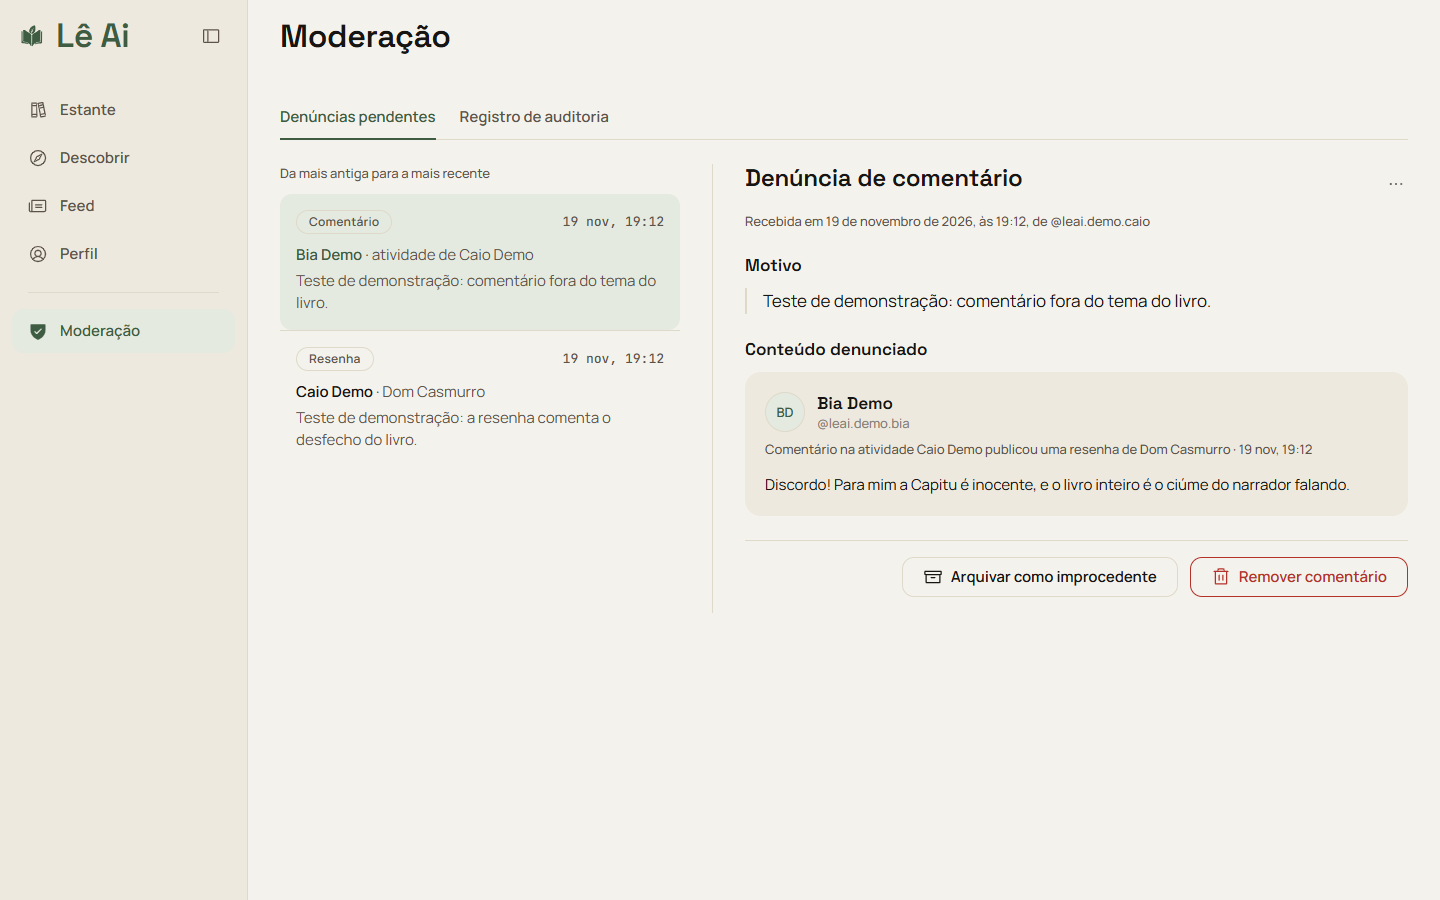 Lê Ai
Estante
Descobrir
Feed
Perfil
Moderação
Moderação
Denúncias pendentes
Registro de auditoria
Da mais antiga para a mais recente
Comentário
19 nov, 19:12
Bia Demo · atividade de Caio Demo
Teste de demonstração: comentário fora do tema do
livro.
Resenha
19 nov, 19:12
Caio Demo · Dom Casmurro
Teste de demonstração: a resenha comenta o
desfecho do livro.
Denúncia de comentário
...
Recebida em 19 de novembro de 2026, às 19:12, de @leai.demo.caio
Motivo
Teste de demonstração: comentário fora do tema do livro.
Conteúdo denunciado
BD
Bia Demo
@leai.demo.bia
Comentário na atividade Caio Demo publicou uma resenha de Dom Casmurro · 19 nov, 19:12
Discordo! Para mim a Capitu é inocente, e o livro inteiro é o ciúme do narrador falando.
Arquivar como improcedente
Remover comentário